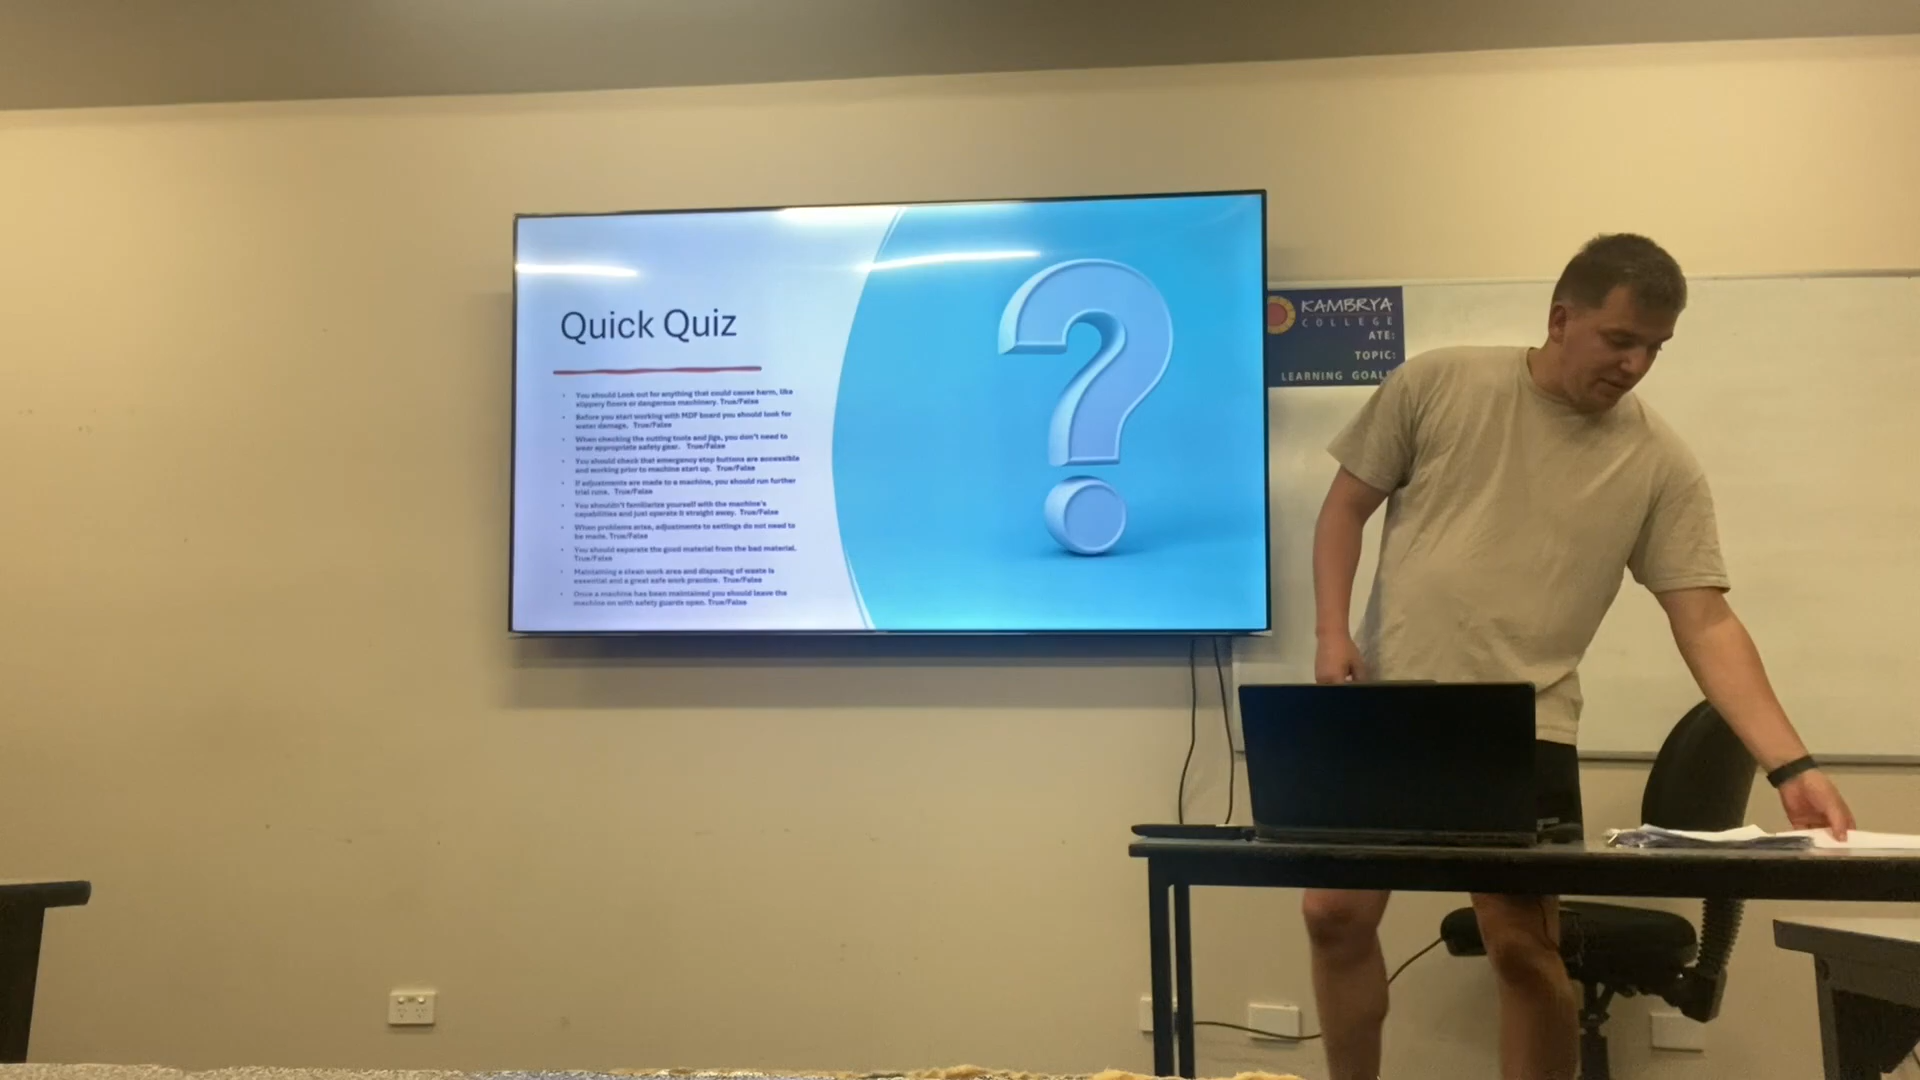 Quick Quiz
You should Look out for anything that could cause harm, like
slippery floors or dangerous machinery. True/False
Before you start working with MDF board you should look for
water damage. True/False
When checking the cutting tools and jigs, you don't need to
wear appropriate safety gear. True/False
You should check that emergency stop buttons are accessible
and working prior to machine start up. True/False
If adjustments are made to a machine, you should run further
trial runs. True/False
You shouldn't familiarize yourself with the machine's
capabilities and just operate it straight away. True/False
When problems arise, adjustments to settings do not need to
be made. True/False
You should separate the good material from the bad material.
True/False
Maintaining a clean work area and disposing of waste is
essential and a great safe work practice. True/False
Once a machine has been maintained you should leave the
machine on with safety guards open. True/False
KAMBRYA
COLLEGE
ATE:
TOPIC:
LEARNING GOALS